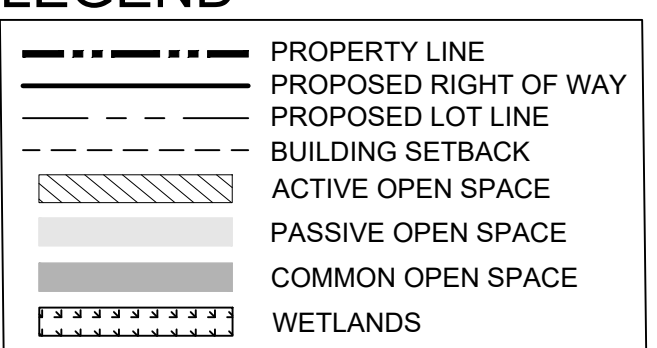 LEGEND
PROPERTY LINE
PROPOSED RIGHT OF WAY
PROPOSED LOT LINE
BUILDING SETBACK
ACTIVE OPEN SPACE
PASSIVE OPEN SPACE
COMMON OPEN SPACE
WETLANDS